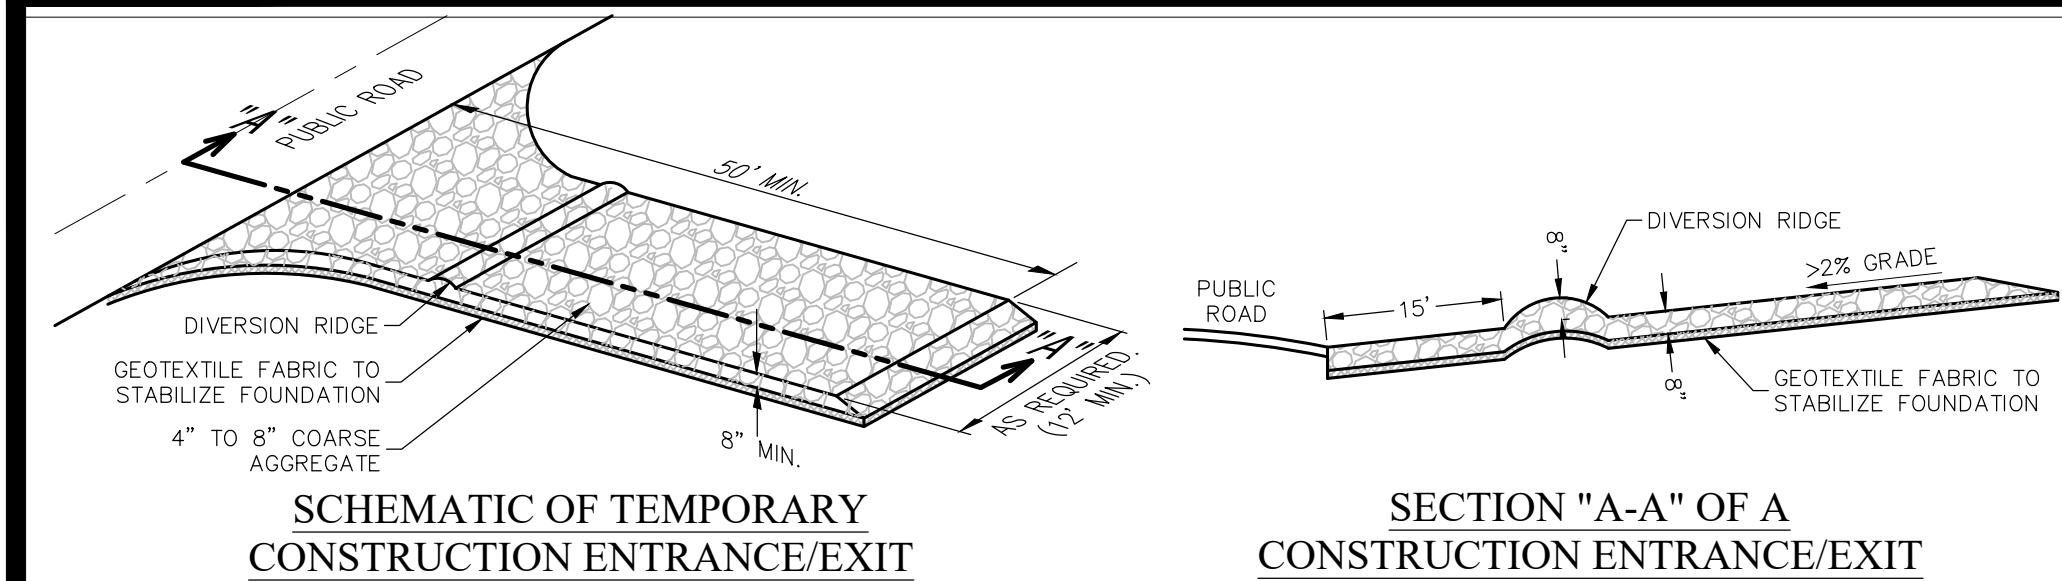 "A"
PUBLIC ROAD
50' MIN.
DIVERSION RIDGE
GEOTEXTILE FABRIC TO
STABILIZE FOUNDATION
4" TO 8" COARSE
AGGREGATE
8" MIN.
"A"
AS REQUIRED.
(12' MIN.)
SCHEMATIC OF TEMPORARY
CONSTRUCTION ENTRANCE/EXIT
PUBLIC
ROAD
15'
8"
DIVERSION RIDGE
>2% GRADE
8"
GEOTEXTILE FABRIC TO
STABILIZE FOUNDATION
SECTION "A-A" OF A
CONSTRUCTION ENTRANCE/EXIT